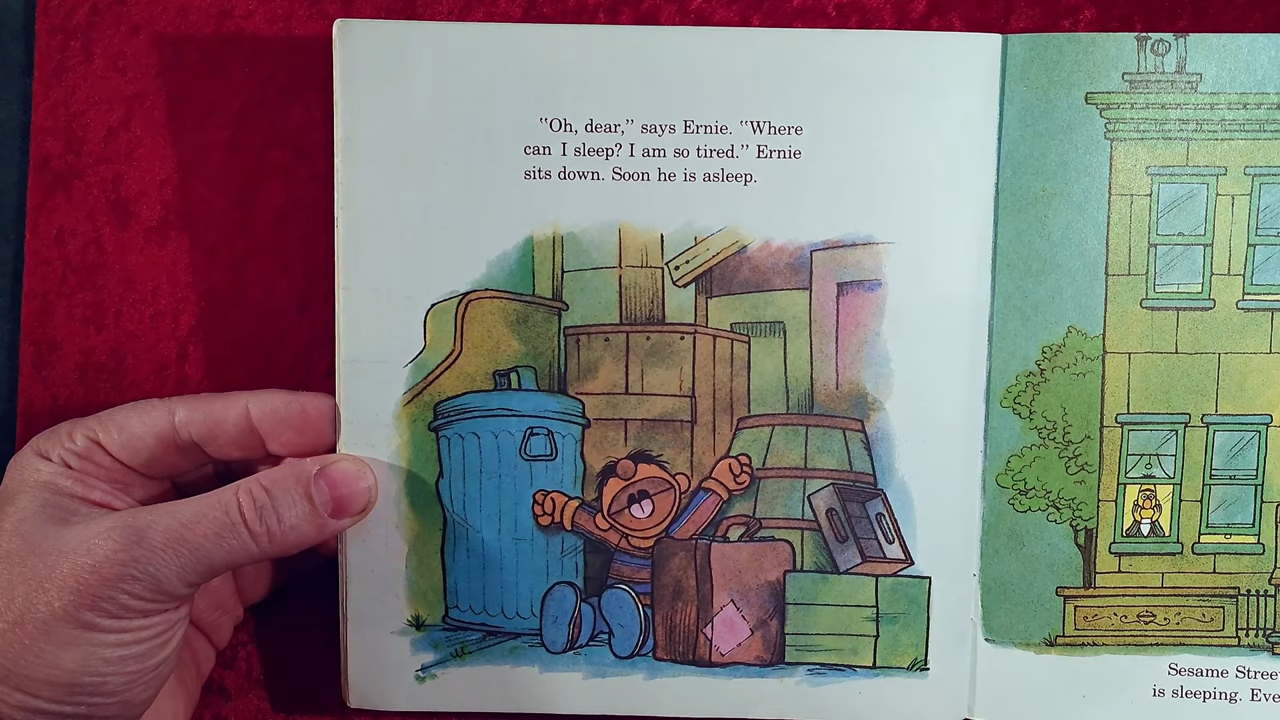 “Oh, dear,” says Ernie. “Where
can I sleep? I am so tired.” Ernie
sits down. Soon he is asleep.
Sesame Stree
is sleeping. Eve